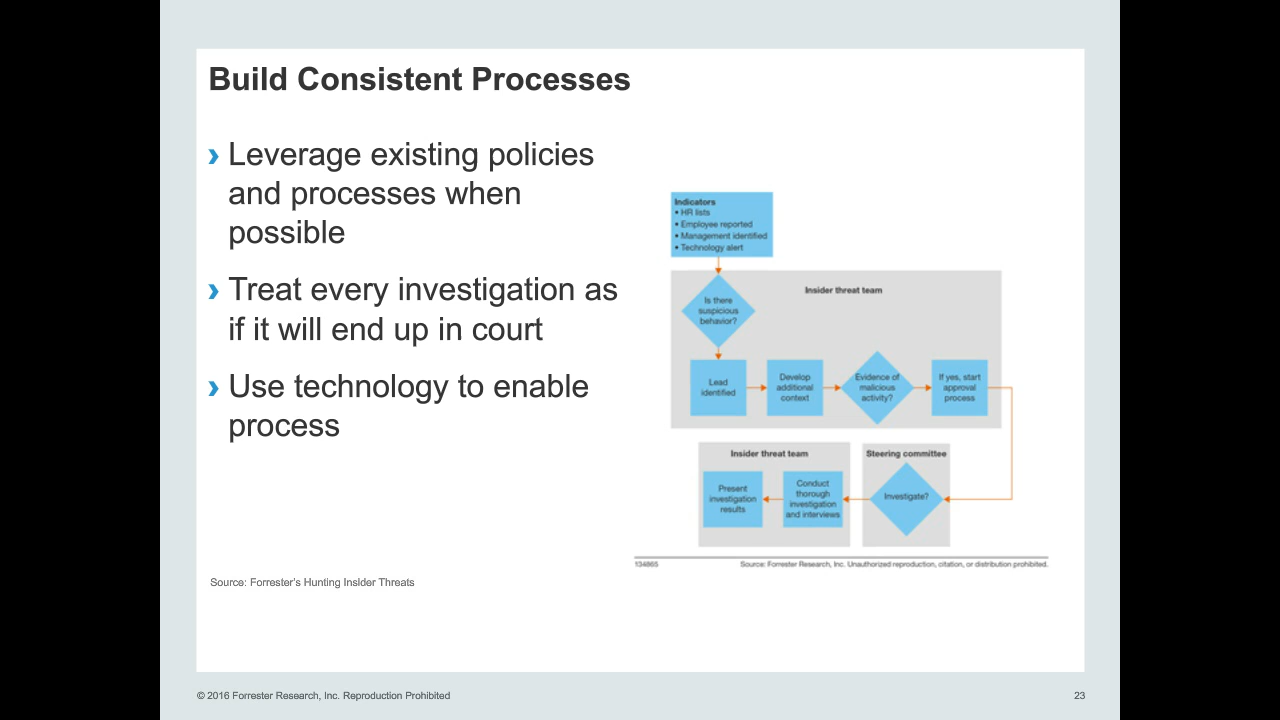 Build Consistent Processes
› Leverage existing policies
and processes when
possible
› Treat every investigation as
if it will end up in court
› Use technology to enable
process
Indicators
• HR lists
• Employee reported
• Management identified
• Technology alert
Insider threat team
Is there
suspicious
behavior?
Lead
identified
Develop
additional
context
Evidence of
malicious
activity?
If yes, start
approval
process
Insider threat team
Steering committee
Present
investigation
results
Conduct
thorough
investigation
and interviews
Investigate?
134865
Source: Forrester Research, Inc. Unauthorized reproduction, citation, or distribution prohibited.
Source: Forrester's Hunting Insider Threats
© 2016 Forrester Research, Inc. Reproduction Prohibited
23